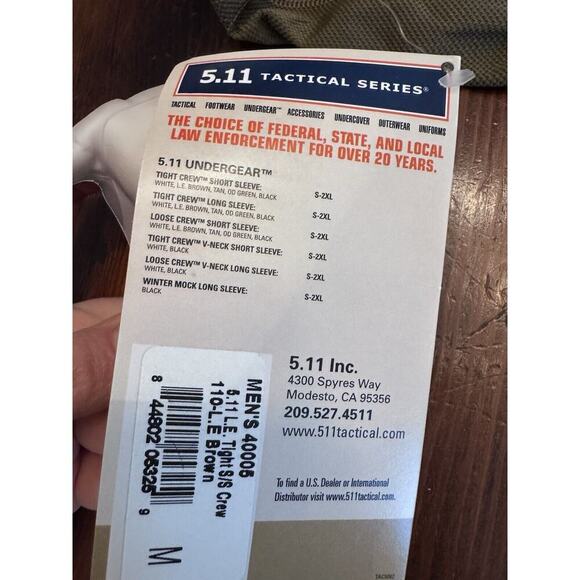 5.11 TACTICAL SERIES®
TACTICAL FOOTWEAR UNDERGEAR™ ACCESSORIES UNDERCOVER OUTERWEAR UNIFORMS
THE CHOICE OF FEDERAL, STATE, AND LOCAL
LAW ENFORCEMENT FOR OVER 20 YEARS.
5.11 UNDERGEAR™
TIGHT CREW™ SHORT SLEEVE: S-2XL
WHITE, L.E. BROWN, TAN, OD GREEN, BLACK
TIGHT CREW™ LONG SLEEVE: S-2XL
WHITE, L.E. BROWN, TAN, OD GREEN, BLACK
LOOSE CREW™ SHORT SLEEVE: S-2XL
WHITE, L.E. BROWN, TAN, OD GREEN, BLACK
TIGHT CREW™ V-NECK SHORT SLEEVE: S-2XL
WHITE, BLACK
LOOSE CREW™ V-NECK LONG SLEEVE: S-2XL
WHITE, BLACK
WINTER MOCK LONG SLEEVE: S-2XL
BLACK
5.11 Inc.
4300 Spyres Way
Modesto, CA 95356
209.527.4511
www.511tactical.com
To find a U.S. Dealer or International
Distributor visit www.511tactical.com.
MEN'S 40005
5.11 L.E. Tight S/S Crew
110-L.E Brown
8 44802 05325 9
M